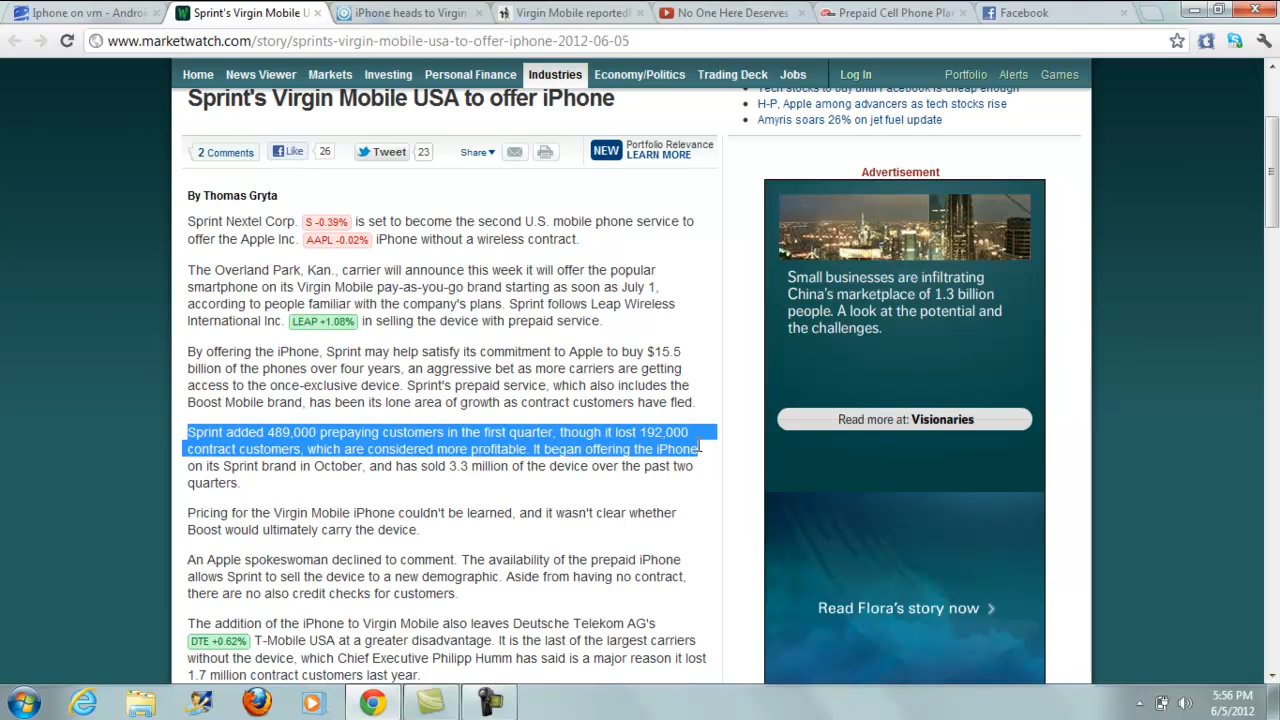 Iphone on vm - Androi
Sprint's Virgin Mobile U
iPhone heads to Virgin
Virgin Mobile reported
No One Here Deserves
Prepaid Cell Phone Pla
Facebook
www.marketwatch.com/story/sprints-virgin-mobile-usa-to-offer-iphone-2012-06-05
Home News Viewer Markets Investing Personal Finance Industries Economy/Politics Trading Deck Jobs Log In Portfolio Alerts Games
Sprint's Virgin Mobile USA to offer iPhone
2 Comments Like 26 Tweet 23 Share NEW Portfolio Relevance
LEARN MORE
By Thomas Gryta
Sprint Nextel Corp. S -0.39% is set to become the second U.S. mobile phone service to
offer the Apple Inc. AAPL -0.02% iPhone without a wireless contract.
The Overland Park, Kan., carrier will announce this week it will offer the popular
smartphone on its Virgin Mobile pay-as-you-go brand starting as soon as July 1,
according to people familiar with the company's plans. Sprint follows Leap Wireless
International Inc. LEAP +1.08% in selling the device with prepaid service.
By offering the iPhone, Sprint may help satisfy its commitment to Apple to buy $15.5
billion of the phones over four years, an aggressive bet as more carriers are getting
access to the once-exclusive device. Sprint's prepaid service, which also includes the
Boost Mobile brand, has been its lone area of growth as contract customers have fled.
Sprint added 489,000 prepaying customers in the first quarter, though it lost 192,000
contract customers, which are considered more profitable. It began offering the iPhone
on its Sprint brand in October, and has sold 3.3 million of the device over the past two
quarters.
Pricing for the Virgin Mobile iPhone couldn't be learned, and it wasn't clear whether
Boost would ultimately carry the device.
An Apple spokeswoman declined to comment. The availability of the prepaid iPhone
allows Sprint to sell the device to a new demographic. Aside from having no contract,
there are no also credit checks for customers.
The addition of the iPhone to Virgin Mobile also leaves Deutsche Telekom AG's
DTE +0.62% T-Mobile USA at a greater disadvantage. It is the last of the largest carriers
without the device, which Chief Executive Philipp Humm has said is a major reason it lost
1.7 million contract customers last year.
Tech stocks to buy until Facebook is cheap enough
H-P, Apple among advancers as tech stocks rise
Amyris soars 26% on jet fuel update
Advertisement
Small businesses are infiltrating
China's marketplace of 1.3 billion
people. A look at the potential and
the challenges.
Read more at: Visionaries
Read Flora's story now
5:56 PM
6/5/2012